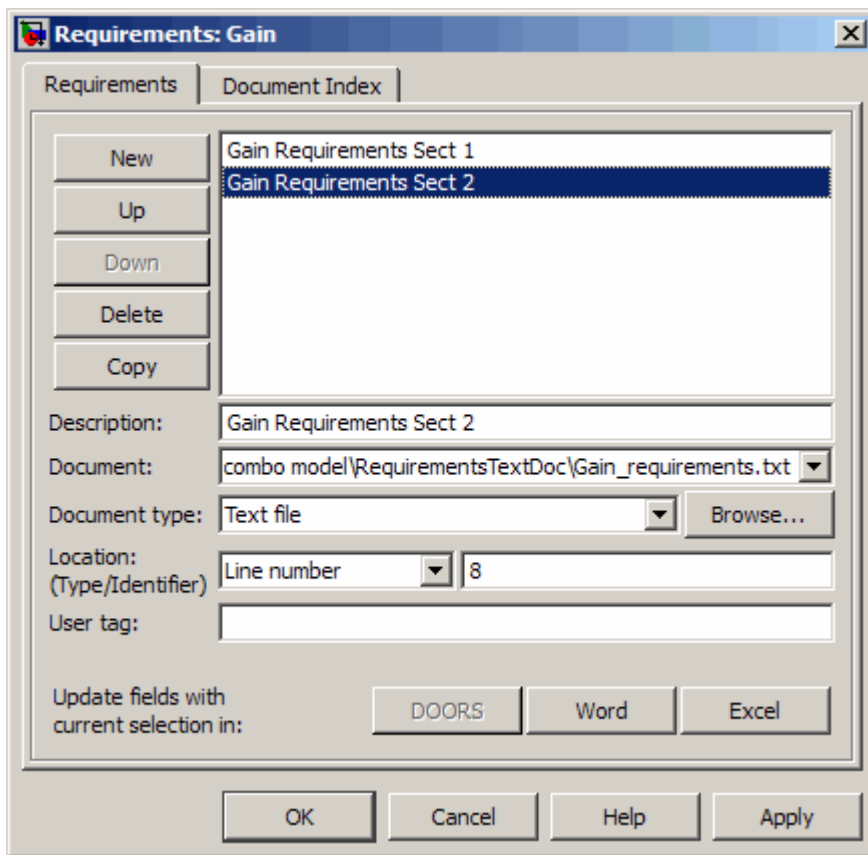 Requirements: Gain
Requirements
Document Index
New
Up
Down
Delete
Copy
Gain Requirements Sect 1
Gain Requirements Sect 2
Description:
Gain Requirements Sect 2
Document:
combo model\RequirementsTextDoc\Gain_requirements.txt
Document type:
Text file
Browse...
Location:
(Type/Identifier)
Line number
8
User tag:
Update fields with
current selection in:
DOORS
Word
Excel
OK
Cancel
Help
Apply